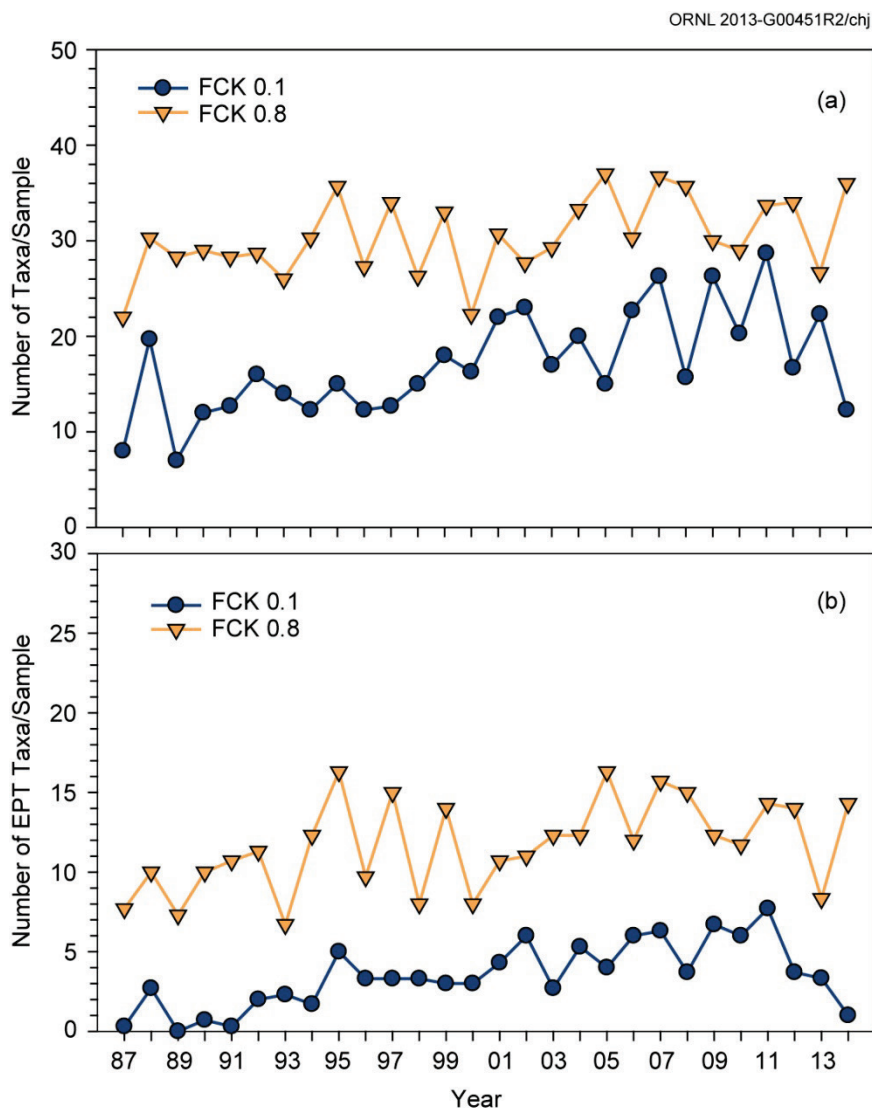 ORNL 2013-G00451R2/chj
50
40
30
20
10
0
Number of Taxa/Sample
FCK 0.1
FCK 0.8
(a)
30
25
20
15
10
5
0
Number of EPT Taxa/Sample
FCK 0.1
FCK 0.8
(b)
87 89 91 93 95 97 99 01 03 05 07 09 11 13
Year